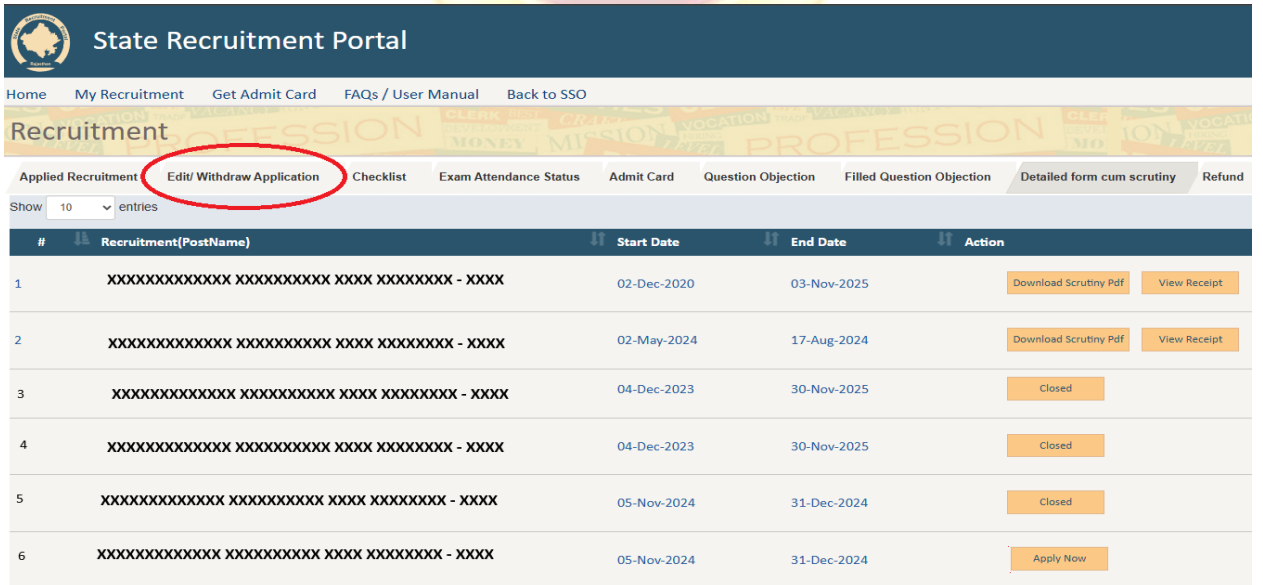 State Recruitment Portal
Home My Recruitment Get Admit Card FAQs / User Manual Back to SSO
Recruitment
Applied Recruitment Edit/ Withdraw Application Checklist Exam Attendance Status Admit Card Question Objection Filled Question Objection Detailed form cum scrutiny Refund
Show 10 entries
# Recruitment(PostName) Start Date End Date Action
1 XXXXXXXXXXXXX XXXXXXXXXX XXXX XXXXXXXX - XXXX 02-Dec-2020 03-Nov-2025 Download Scrutiny Pdf View Receipt
2 XXXXXXXXXXXXX XXXXXXXXXX XXXX XXXXXXXX - XXXX 02-May-2024 17-Aug-2024 Download Scrutiny Pdf View Receipt
3 XXXXXXXXXXXXX XXXXXXXXXX XXXX XXXXXXXX - XXXX 04-Dec-2023 30-Nov-2025 Closed
4 XXXXXXXXXXXXX XXXXXXXXXX XXXX XXXXXXXX - XXXX 04-Dec-2023 30-Nov-2025 Closed
5 XXXXXXXXXXXXX XXXXXXXXXX XXXX XXXXXXXX - XXXX 05-Nov-2024 31-Dec-2024 Closed
6 XXXXXXXXXXXXX XXXXXXXXXX XXXX XXXXXXXX - XXXX 05-Nov-2024 31-Dec-2024 Apply Now